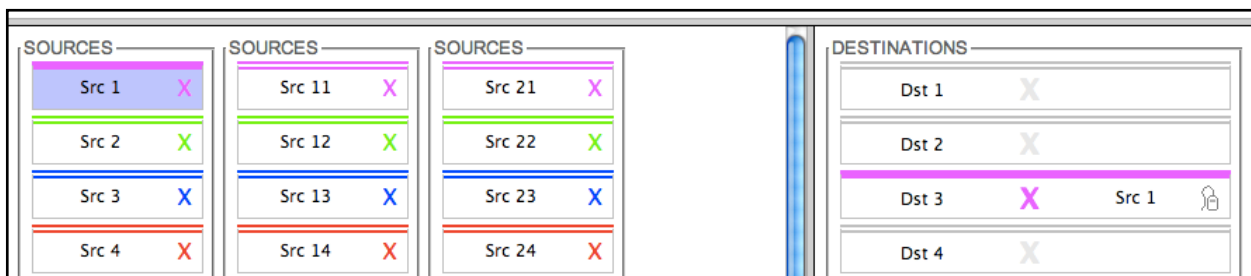 SOURCES SOURCES SOURCES DESTINATIONS
Src 1 X Src 11 X Src 21 X Dst 1 X
Src 2 X Src 12 X Src 22 X Dst 2 X
Src 3 X Src 13 X Src 23 X Dst 3 X Src 1
Src 4 X Src 14 X Src 24 X Dst 4 X